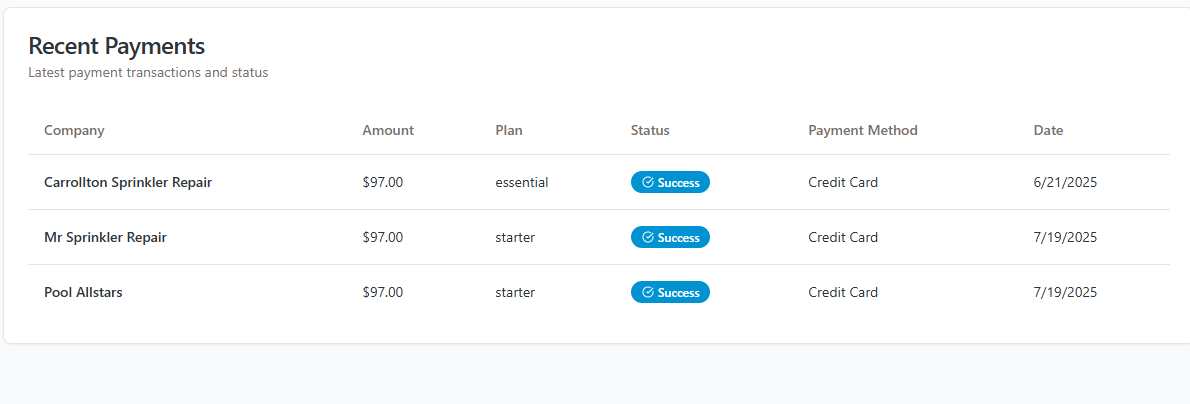 Recent Payments
Latest payment transactions and status
Company Amount Plan Status Payment Method Date
Carrollton Sprinkler Repair $97.00 essential Success Credit Card 6/21/2025
Mr Sprinkler Repair $97.00 starter Success Credit Card 7/19/2025
Pool Allstars $97.00 starter Success Credit Card 7/19/2025